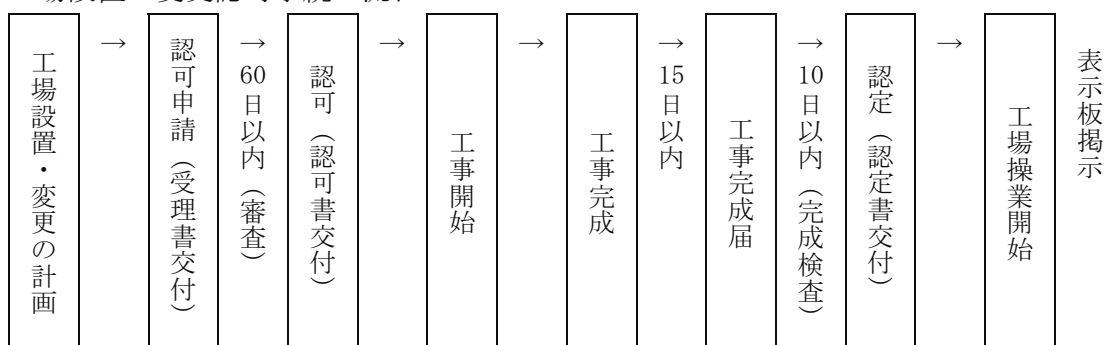 工場設置・変更の計画
→
認可申請（受理書交付）
→
60日以内（審査）
認可（認可書交付）
→
工事開始
→
工事完成
→
15日以内
工事完成届
→
10日以内（完成検査）
認定（認定書交付）
→
工場操業開始
表示板掲示